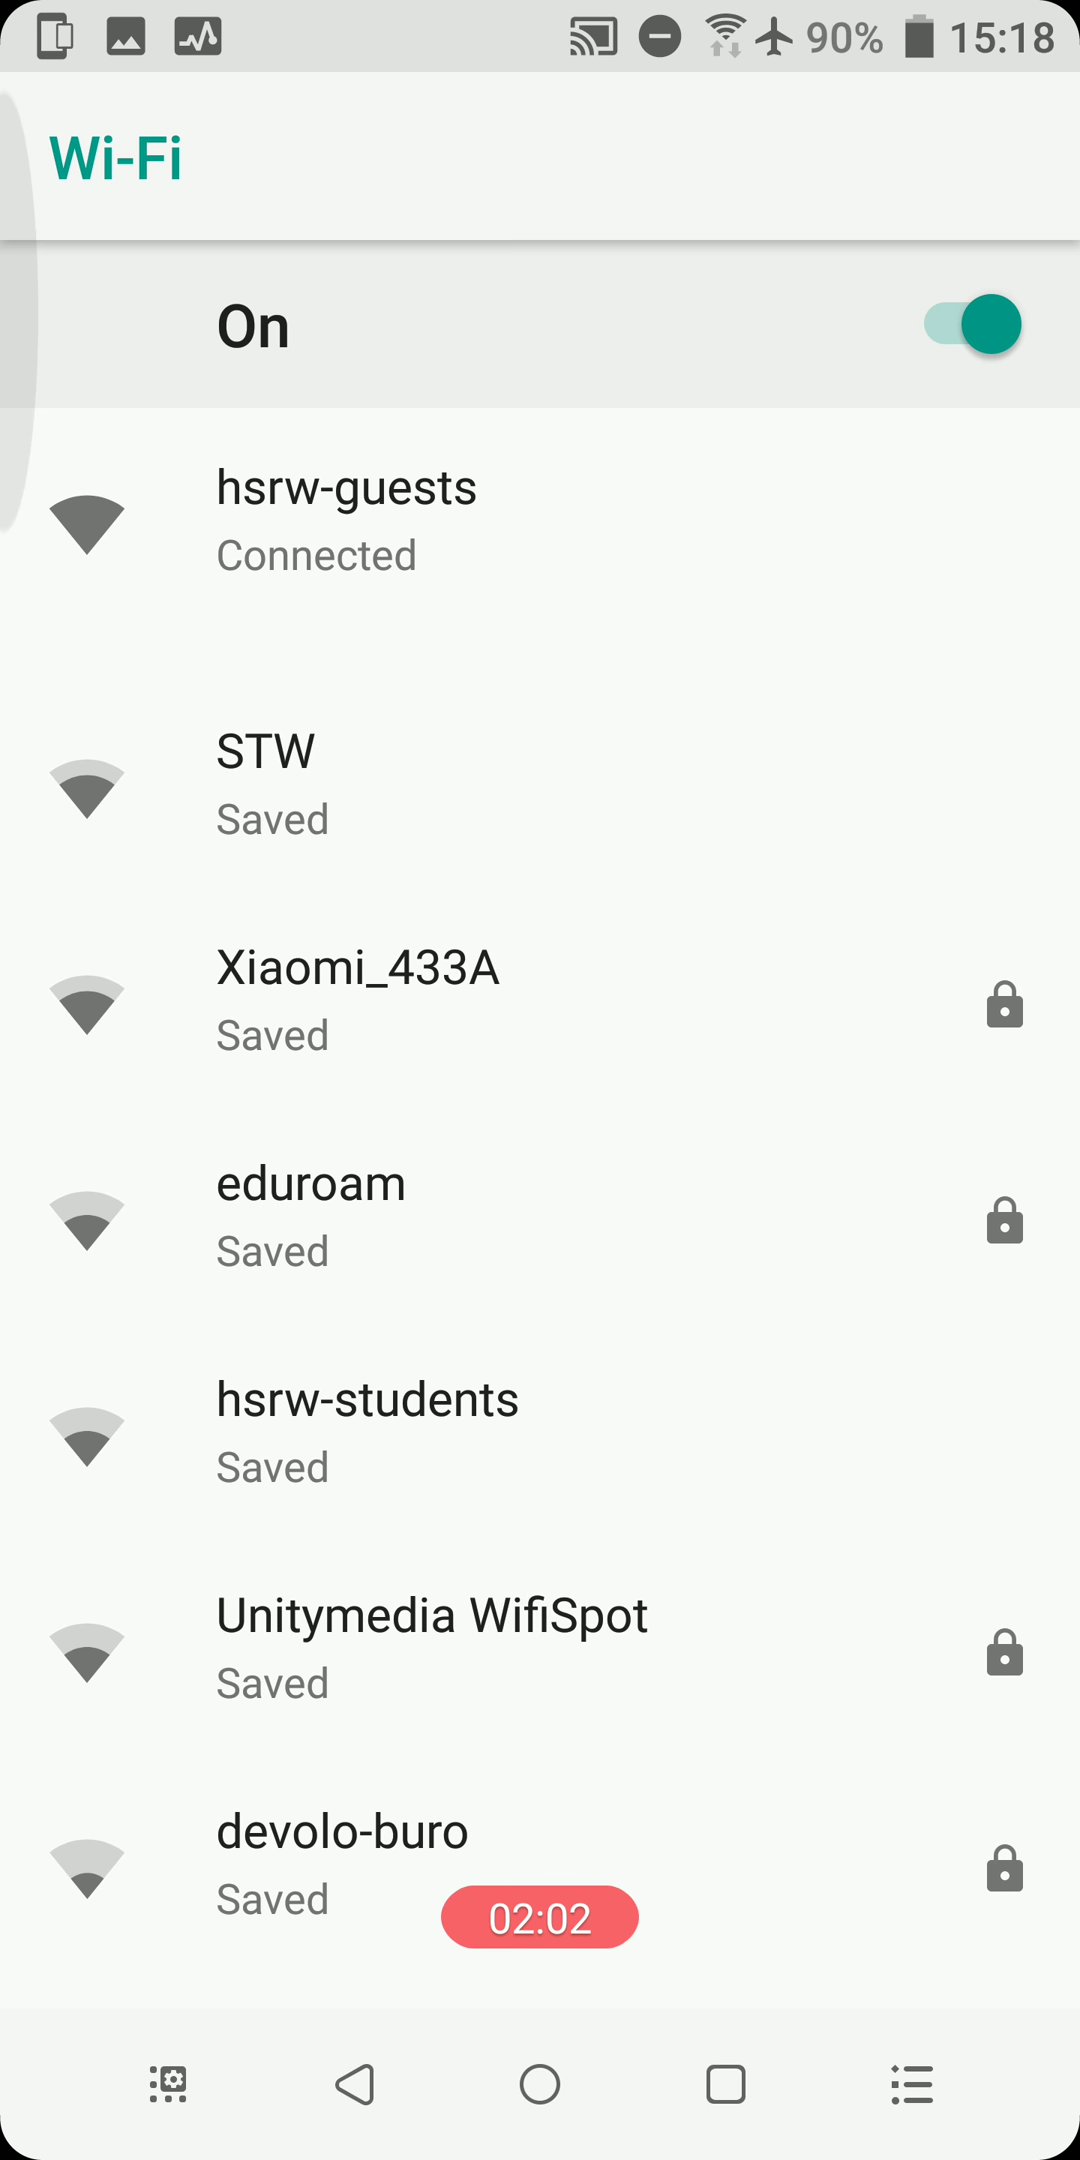 90% 15:18
Wi-Fi
On
hsrw-guests
Connected
STW
Saved
Xiaomi_433A
Saved
eduroam
Saved
hsrw-students
Saved
Unitymedia WifiSpot
Saved
devolo-buro
Saved
02:02